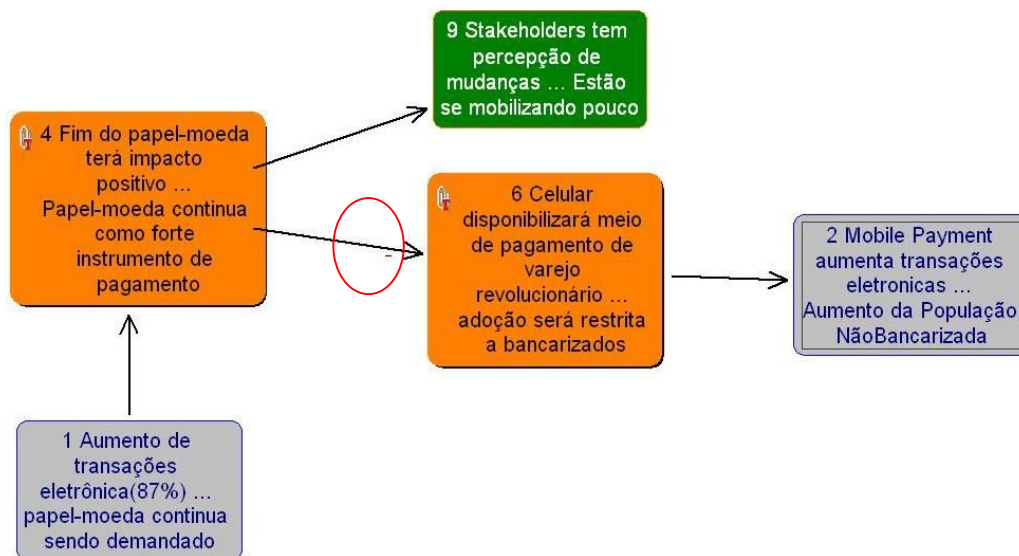 9 Stakeholders tem
percepção de
mudanças ... Estão
se mobilizando pouco
4 Fim do papel-moeda
terá impacto
positivo ...
Papel-moeda continua
como forte
instrumento de
pagamento
-
6 Celular
disponibilizará meio
de pagamento de
varejo
revolucionário ...
adoção será restrita
a bancarizados
2 Mobile Payment
aumenta transações
eletronicas ...
Aumento da População
NãoBancarizada
1 Aumento de
transações
eletrônica(87%) ...
papel-moeda continua
sendo demandado